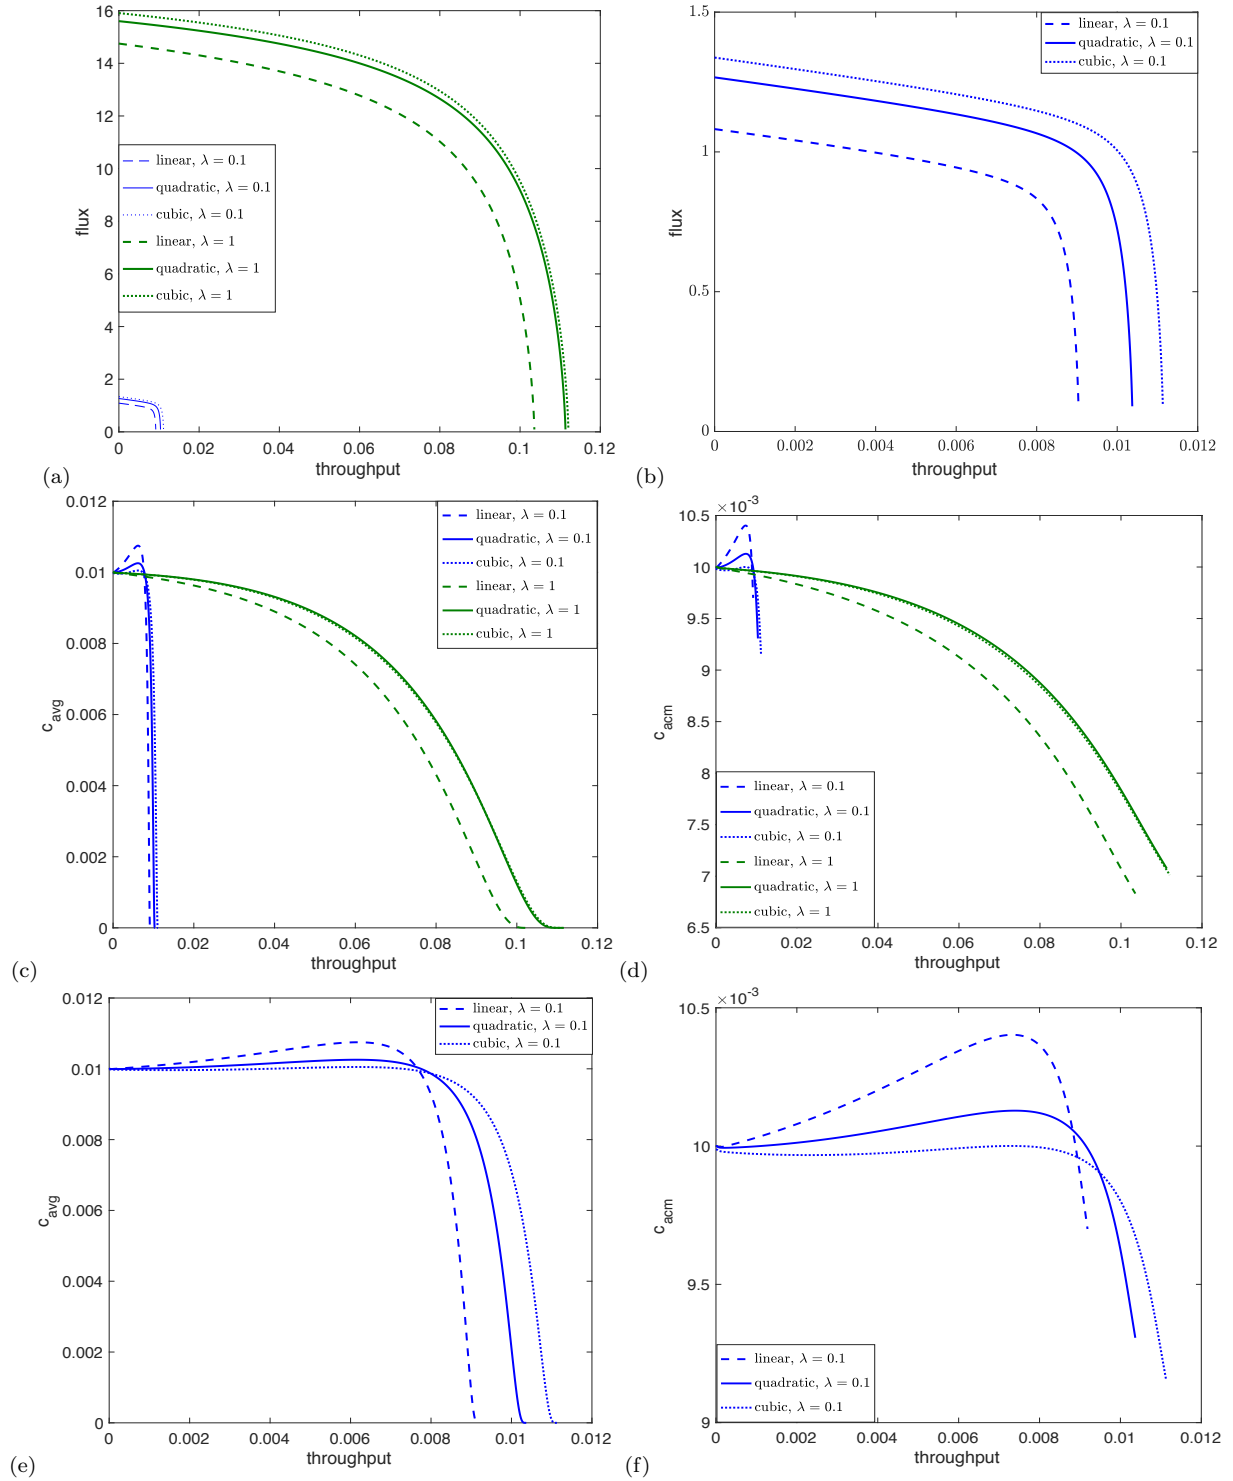 16
14
12
10
8
6
4
2
0
flux
linear, λ = 0.1
quadratic, λ = 0.1
cubic, λ = 0.1
linear, λ = 1
quadratic, λ = 1
cubic, λ = 1
0 0.02 0.04 0.06 0.08 0.1 0.12
throughput
(a)
1.5
1
0.5
0
flux
linear, λ = 0.1
quadratic, λ = 0.1
cubic, λ = 0.1
0 0.002 0.004 0.006 0.008 0.01 0.012
throughput
(b)
0.012
0.01
0.008
0.006
0.004
0.002
0
c_avg
linear, λ = 0.1
quadratic, λ = 0.1
cubic, λ = 0.1
linear, λ = 1
quadratic, λ = 1
cubic, λ = 1
0 0.02 0.04 0.06 0.08 0.1 0.12
throughput
(c)
×10^-3
10.5
10
9.5
9
8.5
8
7.5
7
6.5
c_acm
linear, λ = 0.1
quadratic, λ = 0.1
cubic, λ = 0.1
linear, λ = 1
quadratic, λ = 1
cubic, λ = 1
0 0.02 0.04 0.06 0.08 0.1 0.12
throughput
(d)
0.012
0.01
0.008
0.006
0.004
0.002
0
c_avg
linear, λ = 0.1
quadratic, λ = 0.1
cubic, λ = 0.1
0 0.002 0.004 0.006 0.008 0.01 0.012
throughput
(e)
×10^-3
10.5
10
9.5
9
c_acm
linear, λ = 0.1
quadratic, λ = 0.1
cubic, λ = 0.1
0 0.002 0.004 0.006 0.008 0.01 0.012
throughput
(f)